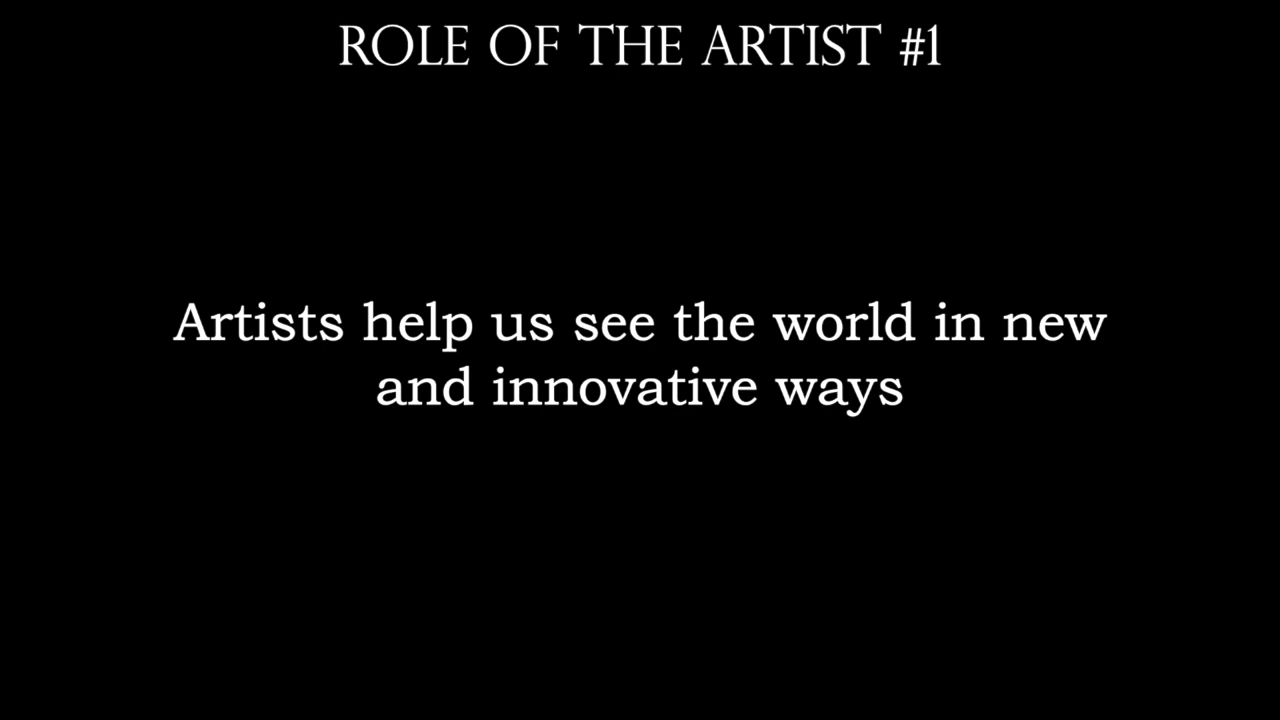 ROLE OF THE ARTIST #1
Artists help us see the world in new
and innovative ways